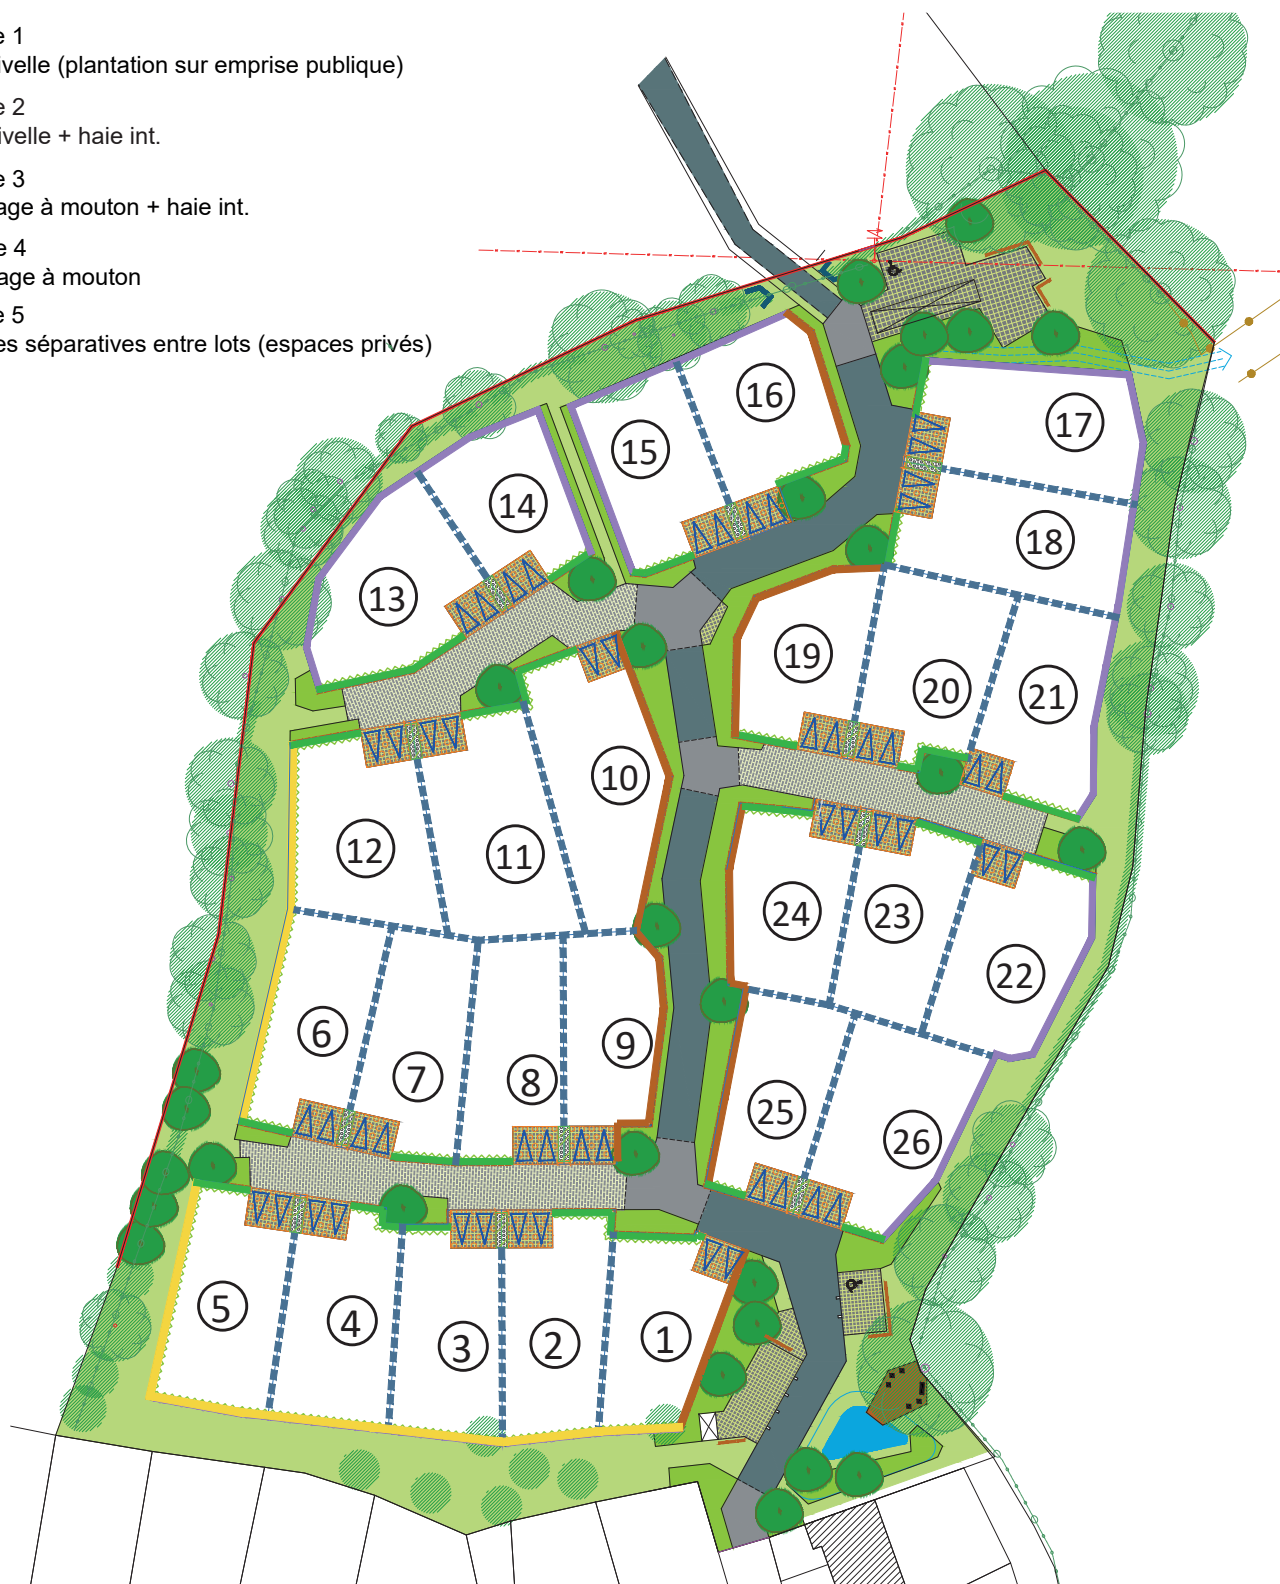 e 1
ivelle (plantation sur emprise publique)
e 2
ivelle + haie int.
e 3
age à mouton + haie int.
e 4
age à mouton
e 5
es séparatives entre lots (espaces privés)
16
17
15
14
18
13
19
20
21
10
12
11
24
23
22
6
9
7
8
25
26
5
4
3
2
1